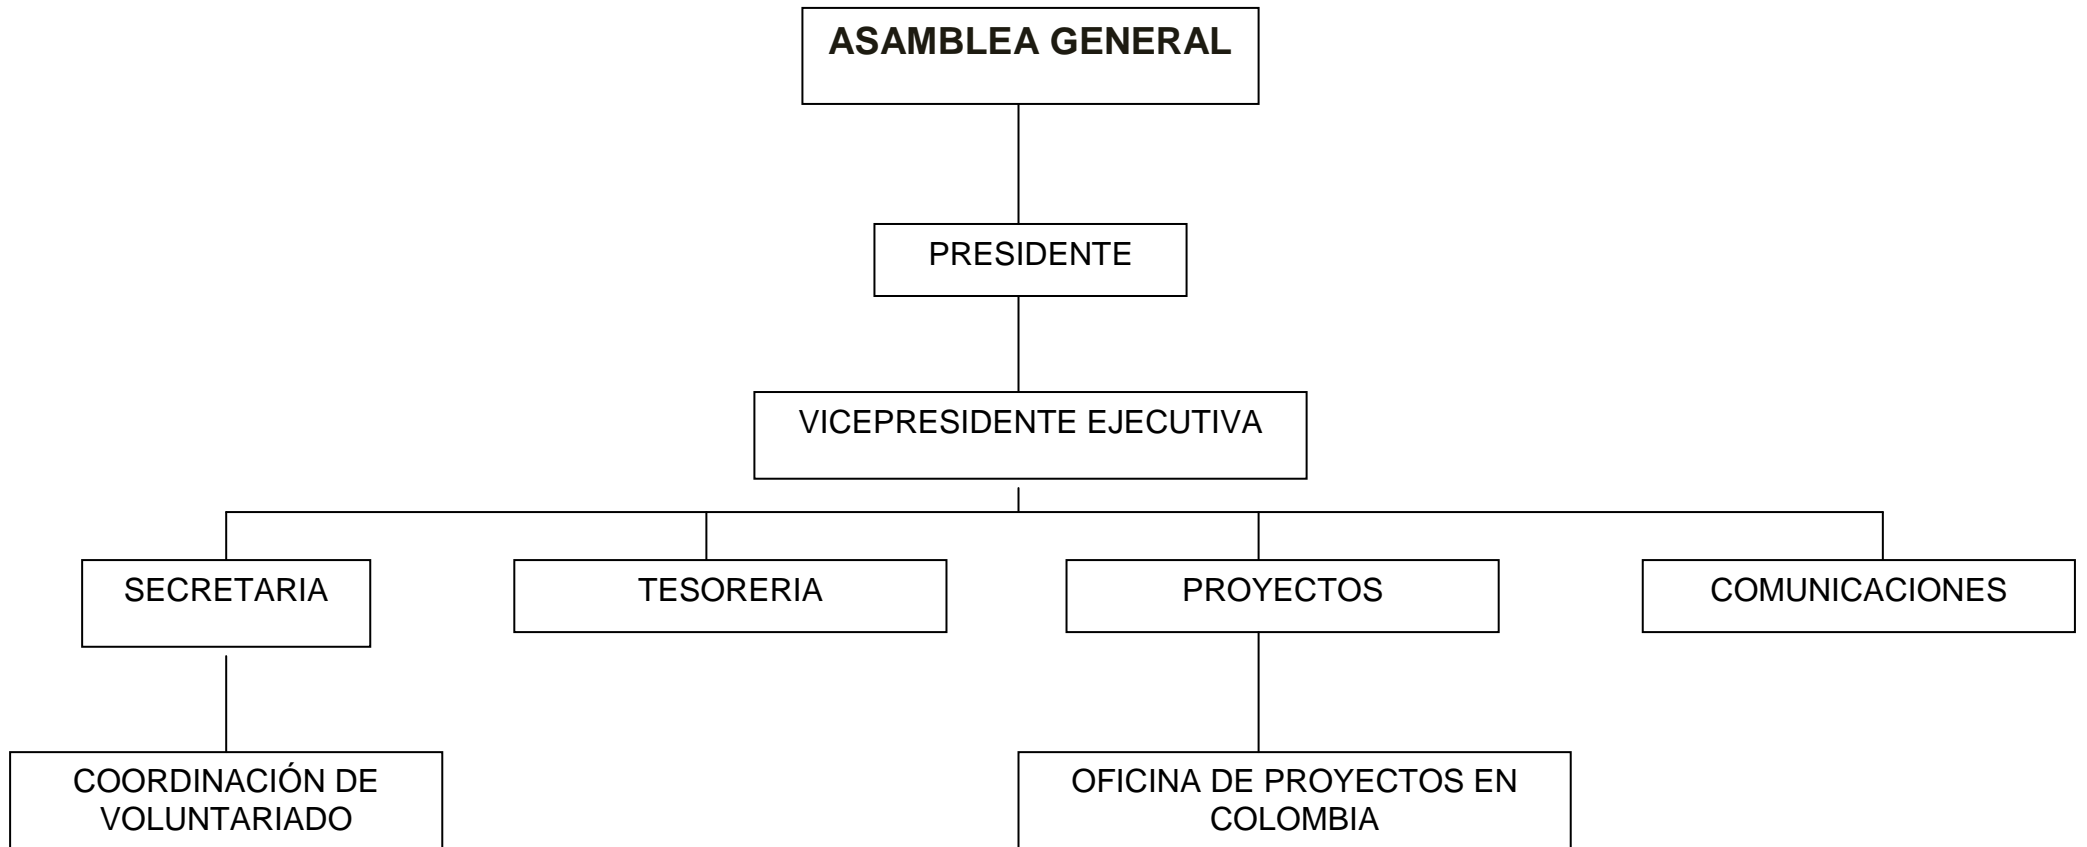 ASAMBLEA GENERAL
PRESIDENTE
VICEPRESIDENTE EJECUTIVA
SECRETARIA
TESORERIA
PROYECTOS
COMUNICACIONES
COORDINACIÓN DE
VOLUNTARIADO
OFICINA DE PROYECTOS EN
COLOMBIA